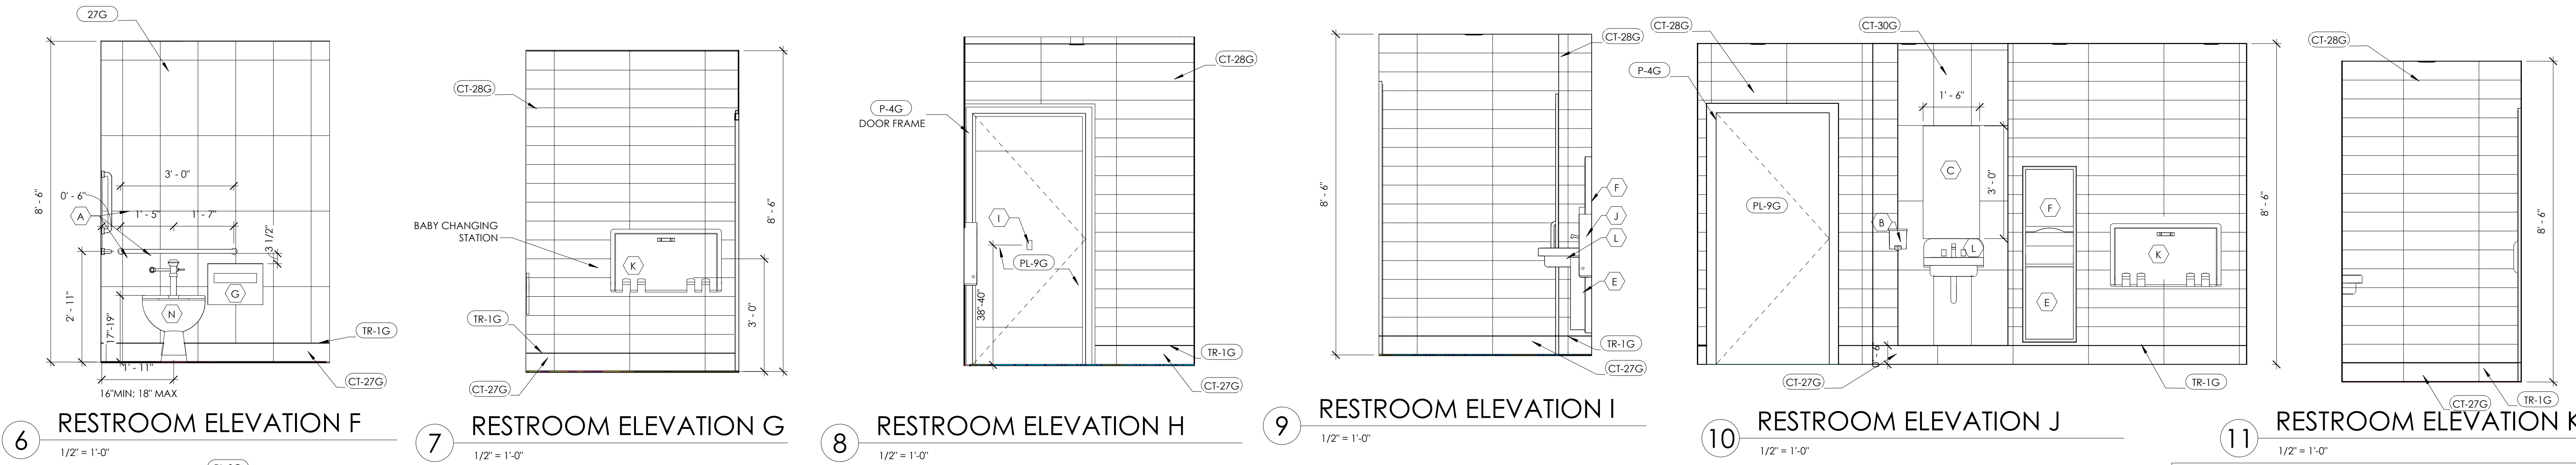 27G
8' - 6"
3' - 0"
0' - 6"
A
1' - 5"
1' - 7"
3 1/2"
G
2' - 11"
17"-19"
N
TR-1G
1' - 11"
16"MIN; 18" MAX
CT-27G
6
RESTROOM ELEVATION F
1/2" = 1'-0"
CT-28G
8' - 6"
BABY CHANGING
STATION
K
TR-1G
3' - 0"
CT-27G
7
RESTROOM ELEVATION G
1/2" = 1'-0"
CT-28G
P-4G
DOOR FRAME
I
PL-9G
38"-40"
TR-1G
CT-27G
8
RESTROOM ELEVATION H
1/2" = 1'-0"
CT-28G
8' - 6"
F
J
L
E
TR-1G
CT-27G
9
RESTROOM ELEVATION I
1/2" = 1'-0"
CT-28G
CT-30G
P-4G
1' - 6"
C
3' - 0"
PL-9G
B
L
F
K
E
8' - 6"
CT-27G
TR-1G
10
RESTROOM ELEVATION J
1/2" = 1'-0"
CT-28G
8' - 6"
CT-27G
TR-1G
11
RESTROOM ELEVATION K
1/2" = 1'-0"